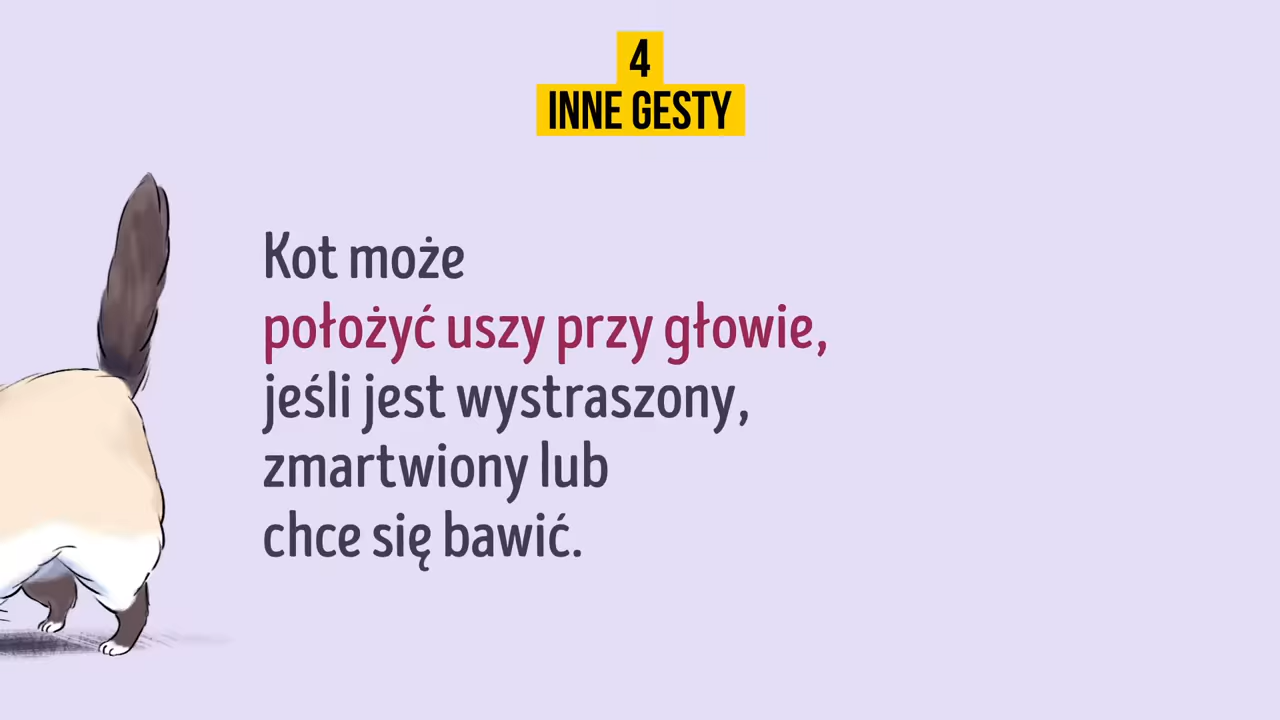 4
INNE GESTY
Kot może
położyć uszy przy głowie,
jeśli jest wystraszony,
zmartwiony lub
chce się bawić.